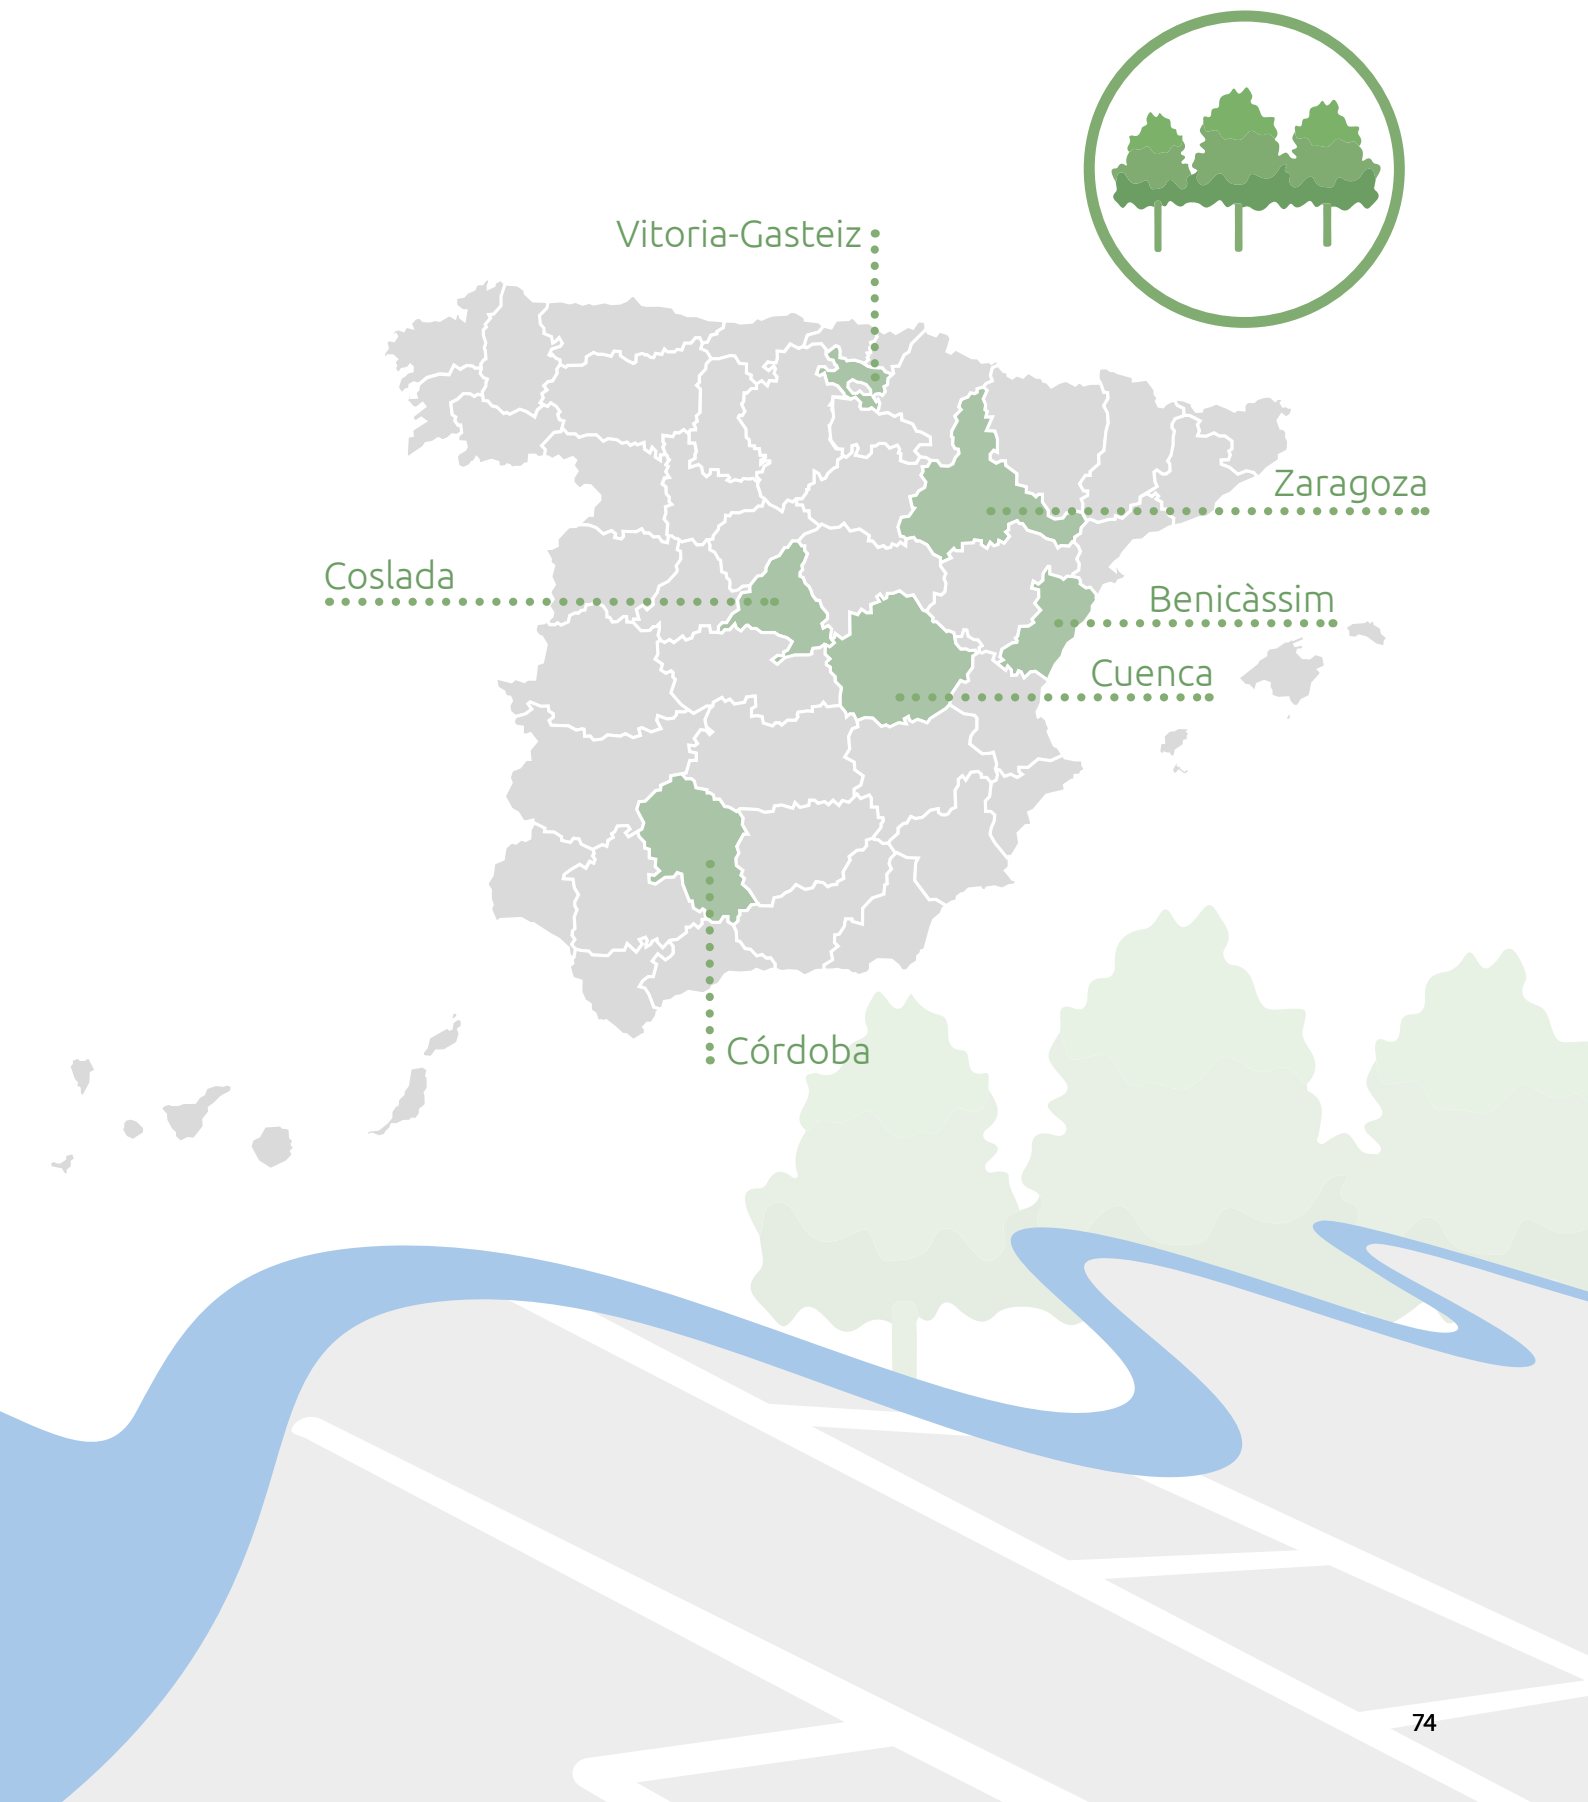 Vitoria-Gasteiz
Zaragoza
Coslada
Benicàssim
Cuenca
Córdoba
74